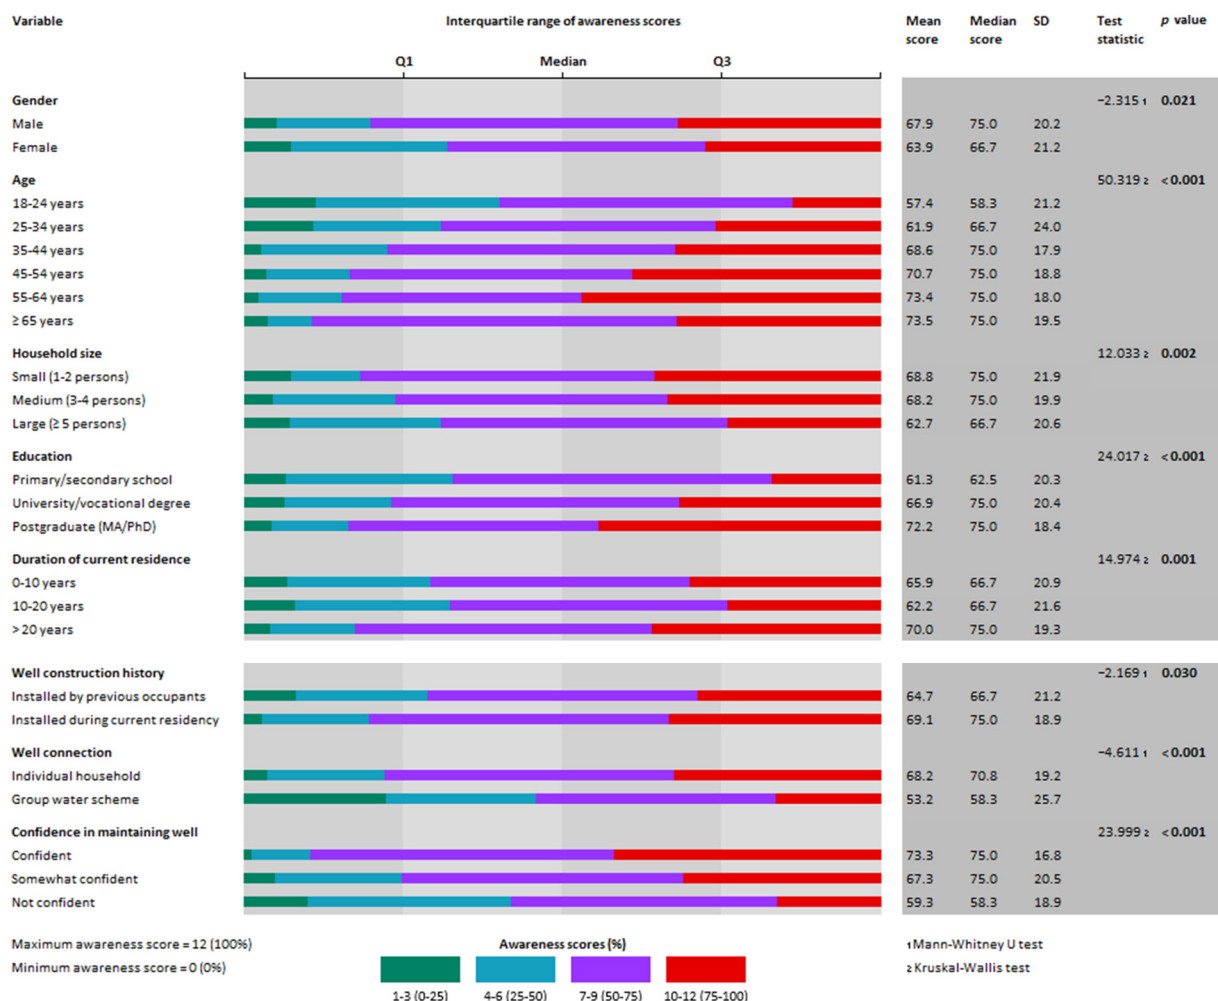 Variable Interquartile range of awareness scores Mean score Median score SD Test statistic p value
Q1 Median Q3
Gender −2.315 1 0.021
Male 67.9 75.0 20.2
Female 63.9 66.7 21.2
Age 50.319 2 <0.001
18-24 years 57.4 58.3 21.2
25-34 years 61.9 66.7 24.0
35-44 years 68.6 75.0 17.9
45-54 years 70.7 75.0 18.8
55-64 years 73.4 75.0 18.0
≥ 65 years 73.5 75.0 19.5
Household size 12.033 2 0.002
Small (1-2 persons) 68.8 75.0 21.9
Medium (3-4 persons) 68.2 75.0 19.9
Large (≥ 5 persons) 62.7 66.7 20.6
Education 24.017 2 <0.001
Primary/secondary school 61.3 62.5 20.3
University/vocational degree 66.9 75.0 20.4
Postgraduate (MA/PhD) 72.2 75.0 18.4
Duration of current residence 14.974 2 0.001
0-10 years 65.9 66.7 20.9
10-20 years 62.2 66.7 21.6
> 20 years 70.0 75.0 19.3
Well construction history −2.169 1 0.030
Installed by previous occupants 64.7 66.7 21.2
Installed during current residency 69.1 75.0 18.9
Well connection −4.611 1 <0.001
Individual household 68.2 70.8 19.2
Group water scheme 53.2 58.3 25.7
Confidence in maintaining well 23.999 2 <0.001
Confident 73.3 75.0 16.8
Somewhat confident 67.3 75.0 20.5
Not confident 59.3 58.3 18.9
Maximum awareness score = 12 (100%) Awareness scores (%) 1 Mann-Whitney U test
Minimum awareness score = 0 (0%) 2 Kruskal-Wallis test
1-3 (0-25) 4-6 (25-50) 7-9 (50-75) 10-12 (75-100)